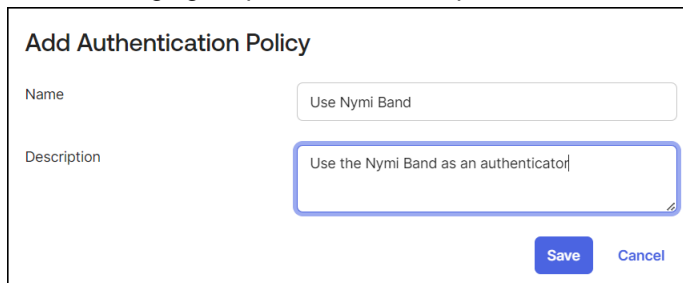 Add Authentication Policy
Name
Use Nymi Band
Description
Use the Nymi Band as an authenticator
Save Cancel